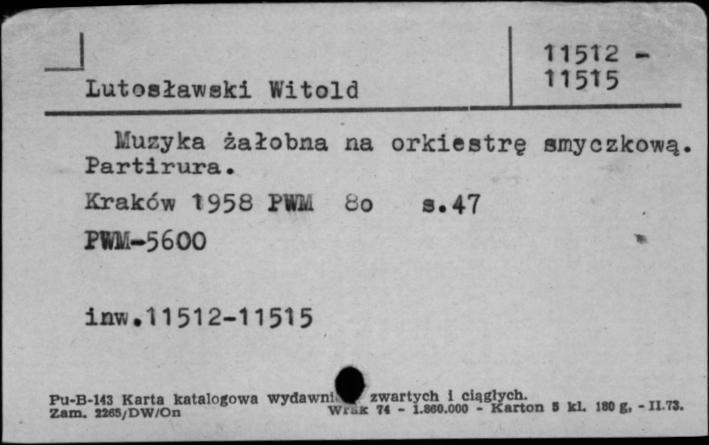 11512 -
11515
Lutosławski Witold
Muzyka żałobna na orkiestrę smyczkową.
Partirura.
Kraków 1958 PWM 8o s.47
PWM-5600
inw.11512-11515
Pu-B-143 Karta katalogowa zwartych i ciągłych.
Zam. 2265/DW/On Wrak 74 - 1.860.000 - Karton 5 kl. 180 g, - II.73.